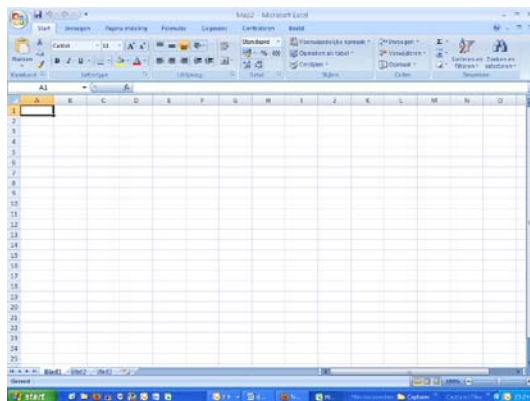 Map2 - Microsoft Excel
Start Invoegen Pagina-indeling Formules Gegevens Controleren Beeld
Calibri 11 A A Standaard Voorwaardelijke opmaak Invoegen Σ
Plakken B I U A % 000 Opmaken als tabel Verwijderen Sorteren en filteren Zoeken en selecteren
Celstijlen Opmaak
Klembord Lettertype Uitlijning Getal Stijlen Cellen Bewerken
A1 fx
A B C D E F G H I J K L M N O
1
2
3
4
5
6
7
8
9
10
11
12
13
14
15
16
17
18
19
20
21
22
23
24
25
Blad1 Blad2 Blad3
Gereed 100%
start